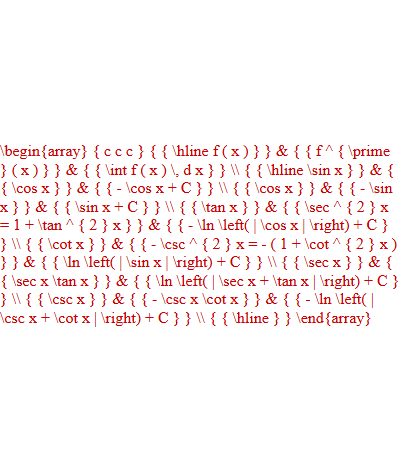 \begin{array} { c c c } { { \hline f ( x ) } } & { { f ^ { \prime
} ( x ) } } & { { \int f ( x ) \, d x } } \\ { { \hline \sin x } } & {
{ \cos x } } & { { - \cos x + C } } \\ { { \cos x } } & { { - \sin
x } } & { { \sin x + C } } \\ { { \tan x } } & { { \sec ^ { 2 } x
= 1 + \tan ^ { 2 } x } } & { { - \ln \left( | \cos x | \right) + C }
} \\ { { \cot x } } & { { - \csc ^ { 2 } x = - ( 1 + \cot ^ { 2 } x )
} } & { { \ln \left( | \sin x | \right) + C } } \\ { { \sec x } } & {
{ \sec x \tan x } } & { { \ln \left( | \sec x + \tan x | \right) + C }
} \\ { { \csc x } } & { { - \csc x \cot x } } & { { - \ln \left( |
\csc x + \cot x | \right) + C } } \\ { { \hline } } \end{array}